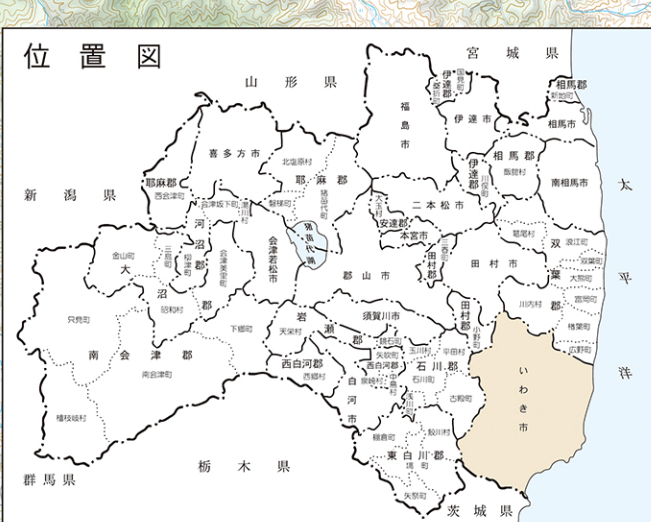 位置図
宮城県
山形県
新潟県
群馬県
栃木県
茨城県
太平洋
相馬郡
新地町
相馬市
伊達郡
国見町
桑折町
福島市
伊達市
相馬郡
飯舘村
南相馬市
伊達郡
川俣町
喜多方市
北塩原村
耶麻郡
猪苗代町
磐梯町
耶麻郡
西会津町
会津坂下町
湯川村
河沼郡
柳津町
会津美里町
会津若松市
猪苗代湖
二本松市
大玉村
安達郡
本宮市
郡山市
田村郡
三春町
田村市
葛尾村
双葉郡
浪江町
双葉町
大熊町
富岡町
楢葉町
広野町
川内村
田村郡
小野町
金山町
三島町
大沼郡
昭和村
只見町
南会津郡
下郷町
南会津町
檜枝岐村
岩瀬郡
天栄村
須賀川市
鏡石町
西白河郡
西郷村
矢吹町
西白河郡
泉崎村
中島村
白河市
玉川村
平田村
石川郡
石川町
浅川町
古殿町
棚倉町
鮫川村
東白川郡
塙町
矢祭町
いわき市